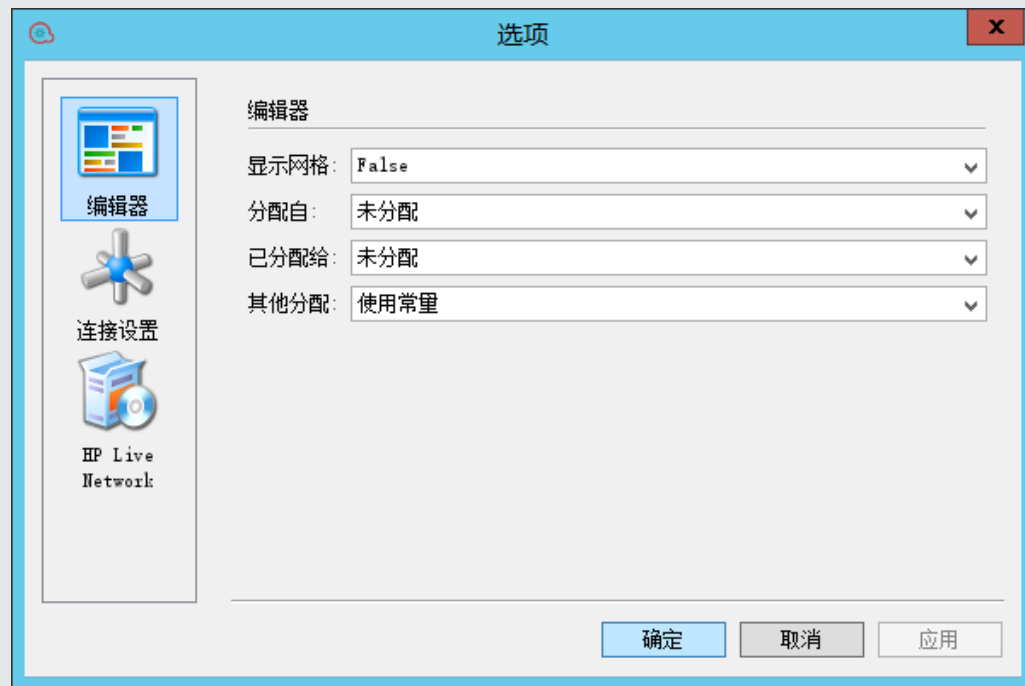 选项
x
编辑器
连接设置
HP Live
Network
编辑器
显示网格: False
分配自: 未分配
已分配给: 未分配
其他分配: 使用常量
确定 取消 应用